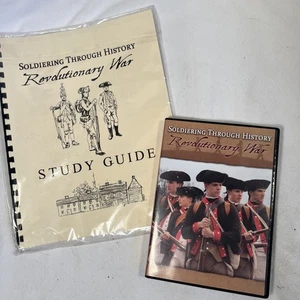 SOLDIERING THROUGH HISTORY
Revolutionary War
STUDY GUIDE
SOLDIERING THROUGH HISTORY
Revolutionary War